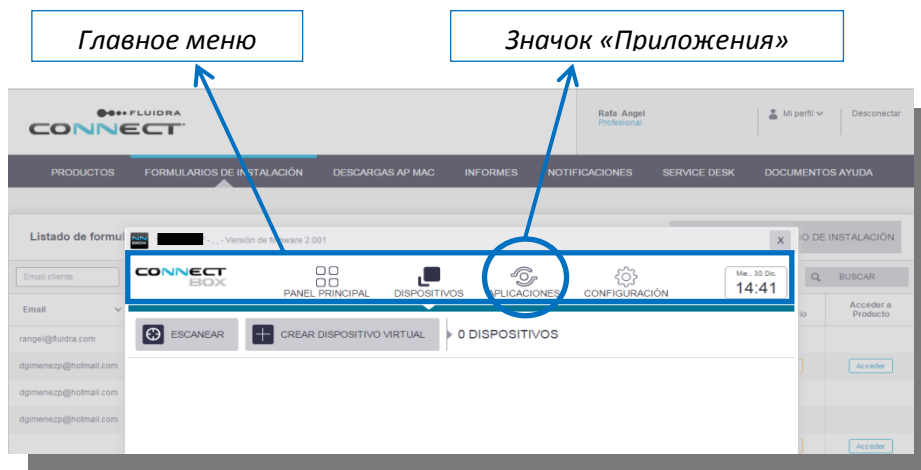 Главное меню
Значок «Приложения»
FLUIDRA
CONNECT
Rafa Angel
Profesional
Mi perfil
Desconectar
PRODUCTOS FORMULARIOS DE INSTALACIÓN DESCARGAS AP MAC INFORMES NOTIFICACIONES SERVICE DESK DOCUMENTOS AYUDA
Listado de formul
- , , - Versión de firmware 2.001
X
IO DE INSTALACIÓN
Email cliente
CONNECT
BOX
PANEL PRINCIPAL DISPOSITIVOS APLICACIONES CONFIGURACIÓN
Mie., 30 Dic.
14:41
BUSCAR
Email
io
Acceder a
Producto
ESCANEAR CREAR DISPOSITIVO VIRTUAL 0 DISPOSITIVOS
rangel@fluidra.com
dgimenezp@hotmail.com
Acceder
dgimenezp@hotmail.com
dgimenezp@hotmail.com
Acceder